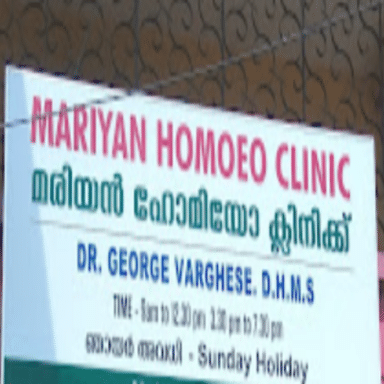 MARIYAN HOMOEO CLINIC
മരിയൻ ഹോമിയോ ക്ലിനിക്ക്
DR. GEORGE VARGHESE. D.H.M.S
TIME - 9am to 12.30 pm 3.30 pm to 7.30 pm
ഞായർ അവധി - Sunday Holiday